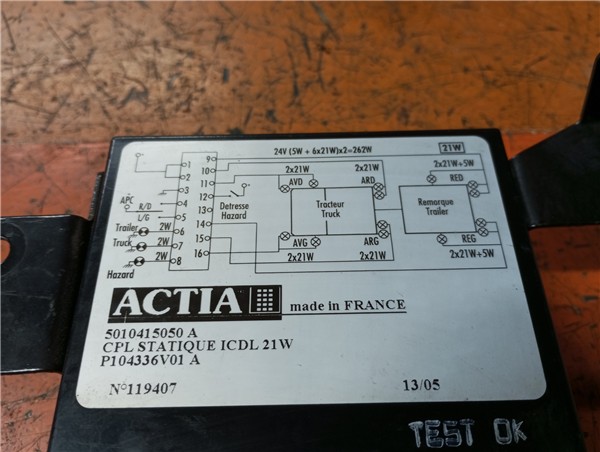 24V (5W + 6x21W)x2=262W
21W
1 9
2 10
3 11
4 12
5 13
6 14
7 15
8 16
APC
R/D
L/G
Trailer 2W
Truck 2W
2W
Hazard
Detresse
Hazard
2x21W
AVD
2x21W
ARD
2x21W+5W
RED
Tracteur
Truck
Remarque
Trailer
AVG
2x21W
ARG
2x21W
REG
2x21W+5W
ACTIA
made in FRANCE
5010415050 A
CPL STATIQUE ICDL 21W
P104336V01 A
N°119407
13/05
TEST OK